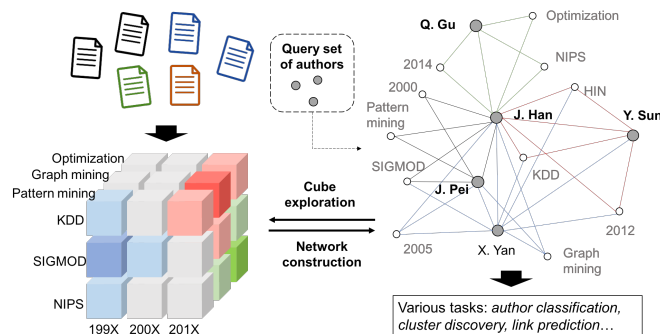 Query set
of authors
Q. Gu
Optimization
2014
NIPS
2000
HIN
Pattern
mining
J. Han
Y. Sun
SIGMOD
KDD
J. Pei
2005
X. Yan
2012
Graph
mining
Optimization
Graph mining
Pattern mining
KDD
SIGMOD
NIPS
199X 200X 201X
Cube
exploration
Network
construction
Various tasks: author classification,
cluster discovery, link prediction…